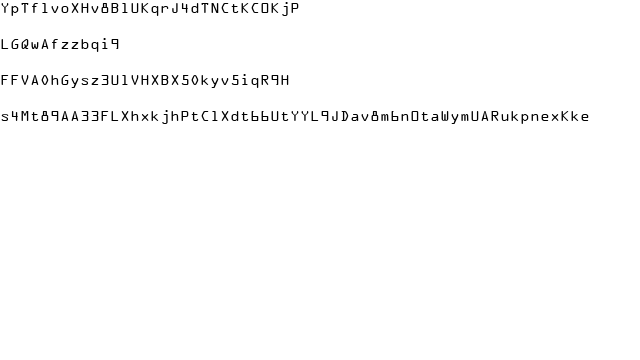 YpTflvoXHv8BlUKqrJ4dTNCtKCOKjP
LGQwAfzzbqi9
FFVA0hGysz3UlVHXBX50kyv5iqR9H
s4Mt89AA33FLXhxkjhPtClXdt66UtYYL9JDav8m6nOtaWymUARukpnexKke